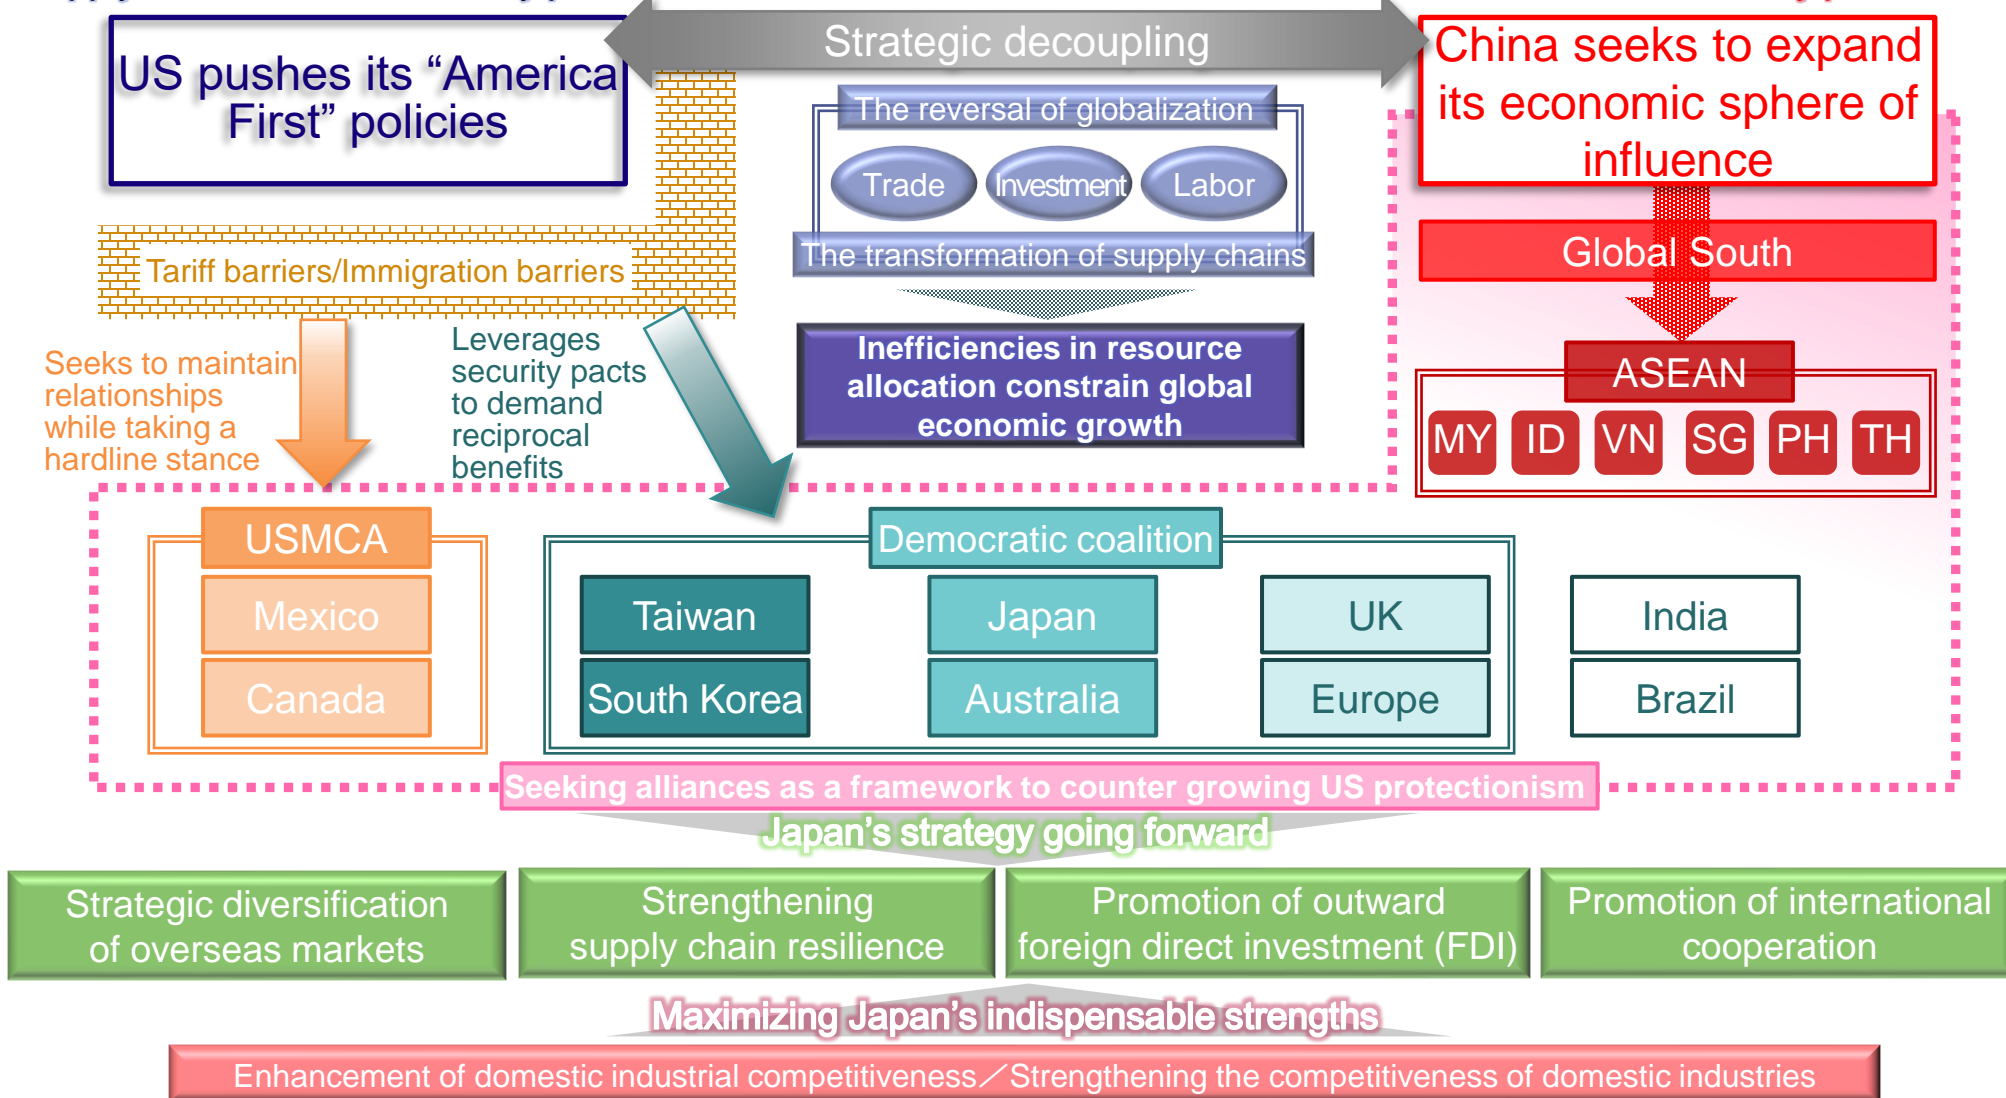 Strategic decoupling
US pushes its “America
First” policies
China seeks to expand
its economic sphere of
influence
The reversal of globalization
Trade
Investment
Labor
The transformation of supply chains
Tariff barriers/Immigration barriers
Global South
Seeks to maintain
relationships
while taking a
hardline stance
Leverages
security pacts
to demand
reciprocal
benefits
Inefficiencies in resource
allocation constrain global
economic growth
ASEAN
MY ID VN SG PH TH
USMCA
Mexico
Canada
Democratic coalition
Taiwan
Japan
UK
India
South Korea
Australia
Europe
Brazil
Seeking alliances as a framework to counter growing US protectionism
Japan’s strategy going forward
Strategic diversification
of overseas markets
Strengthening
supply chain resilience
Promotion of outward
foreign direct investment (FDI)
Promotion of international
cooperation
Maximizing Japan’s indispensable strengths
Enhancement of domestic industrial competitiveness／Strengthening the competitiveness of domestic industries